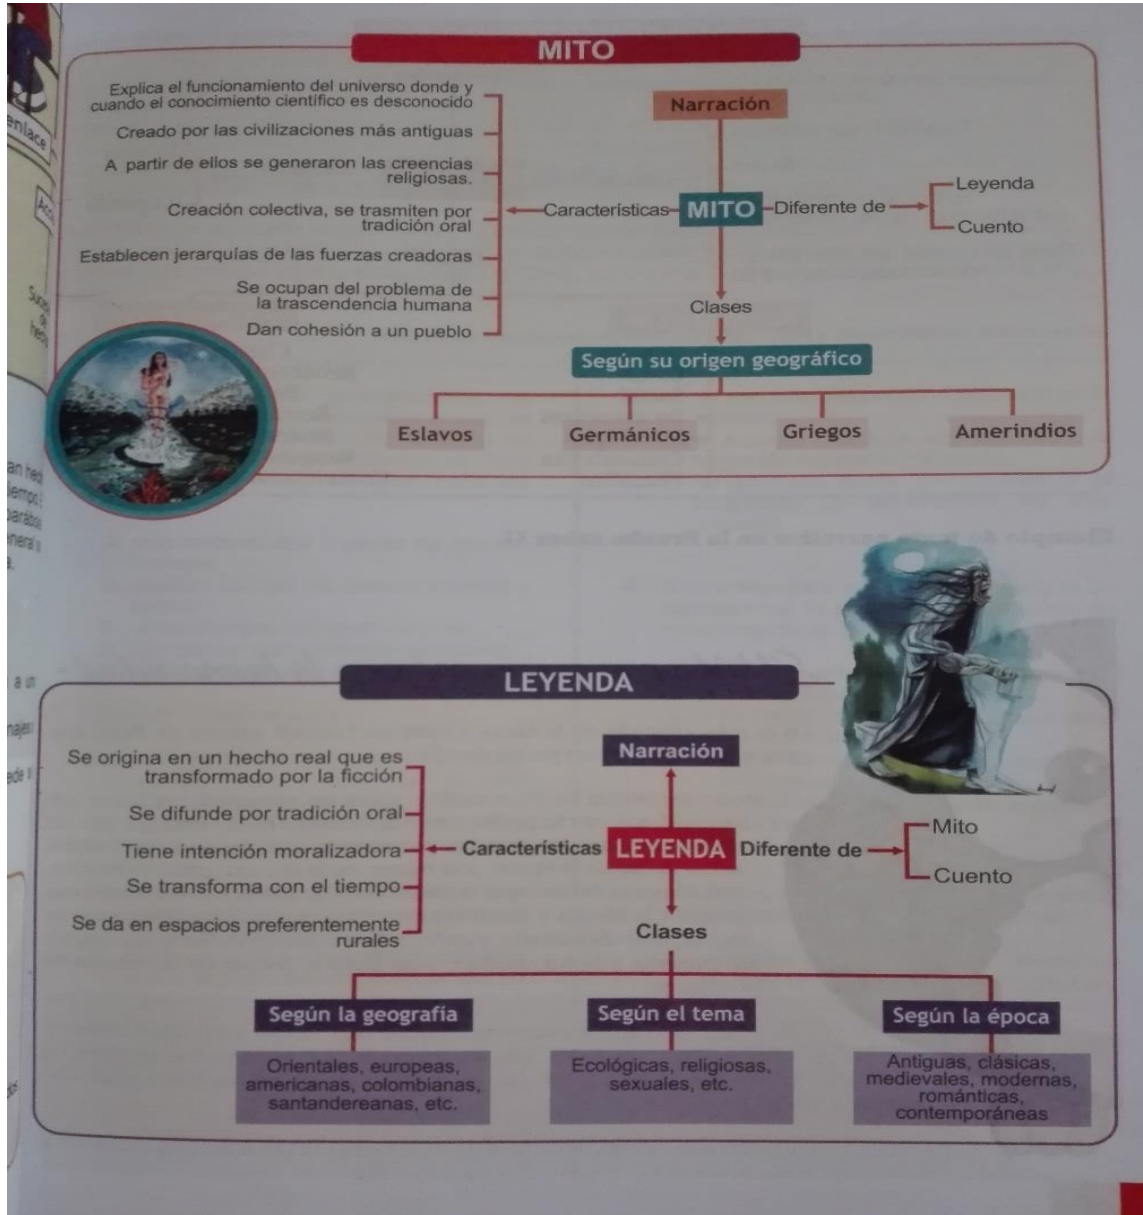 MITO
Explica el funcionamiento del universo donde y
cuando el conocimiento científico es desconocido
Creado por las civilizaciones más antiguas
A partir de ellos se generaron las creencias
religiosas.
Creación colectiva, se trasmiten por
tradición oral
Establecen jerarquías de las fuerzas creadoras
Se ocupan del problema de
la trascendencia humana
Dan cohesión a un pueblo
Características
Narración
MITO
Diferente de
Leyenda
Cuento
Clases
Según su origen geográfico
Eslavos
Germánicos
Griegos
Amerindios
enlace
LEYENDA
Se origina en un hecho real que es
transformado por la ficción
Se difunde por tradición oral
Tiene intención moralizadora
Se transforma con el tiempo
Se da en espacios preferentemente
rurales
Características
Narración
LEYENDA
Diferente de
Mito
Cuento
Clases
Según la geografía
Orientales, europeas,
americanas, colombianas,
santandereanas, etc.
Según el tema
Ecológicas, religiosas,
sexuales, etc.
Según la época
Antiguas, clásicas,
medievales, modernas,
románticas,
contemporáneas